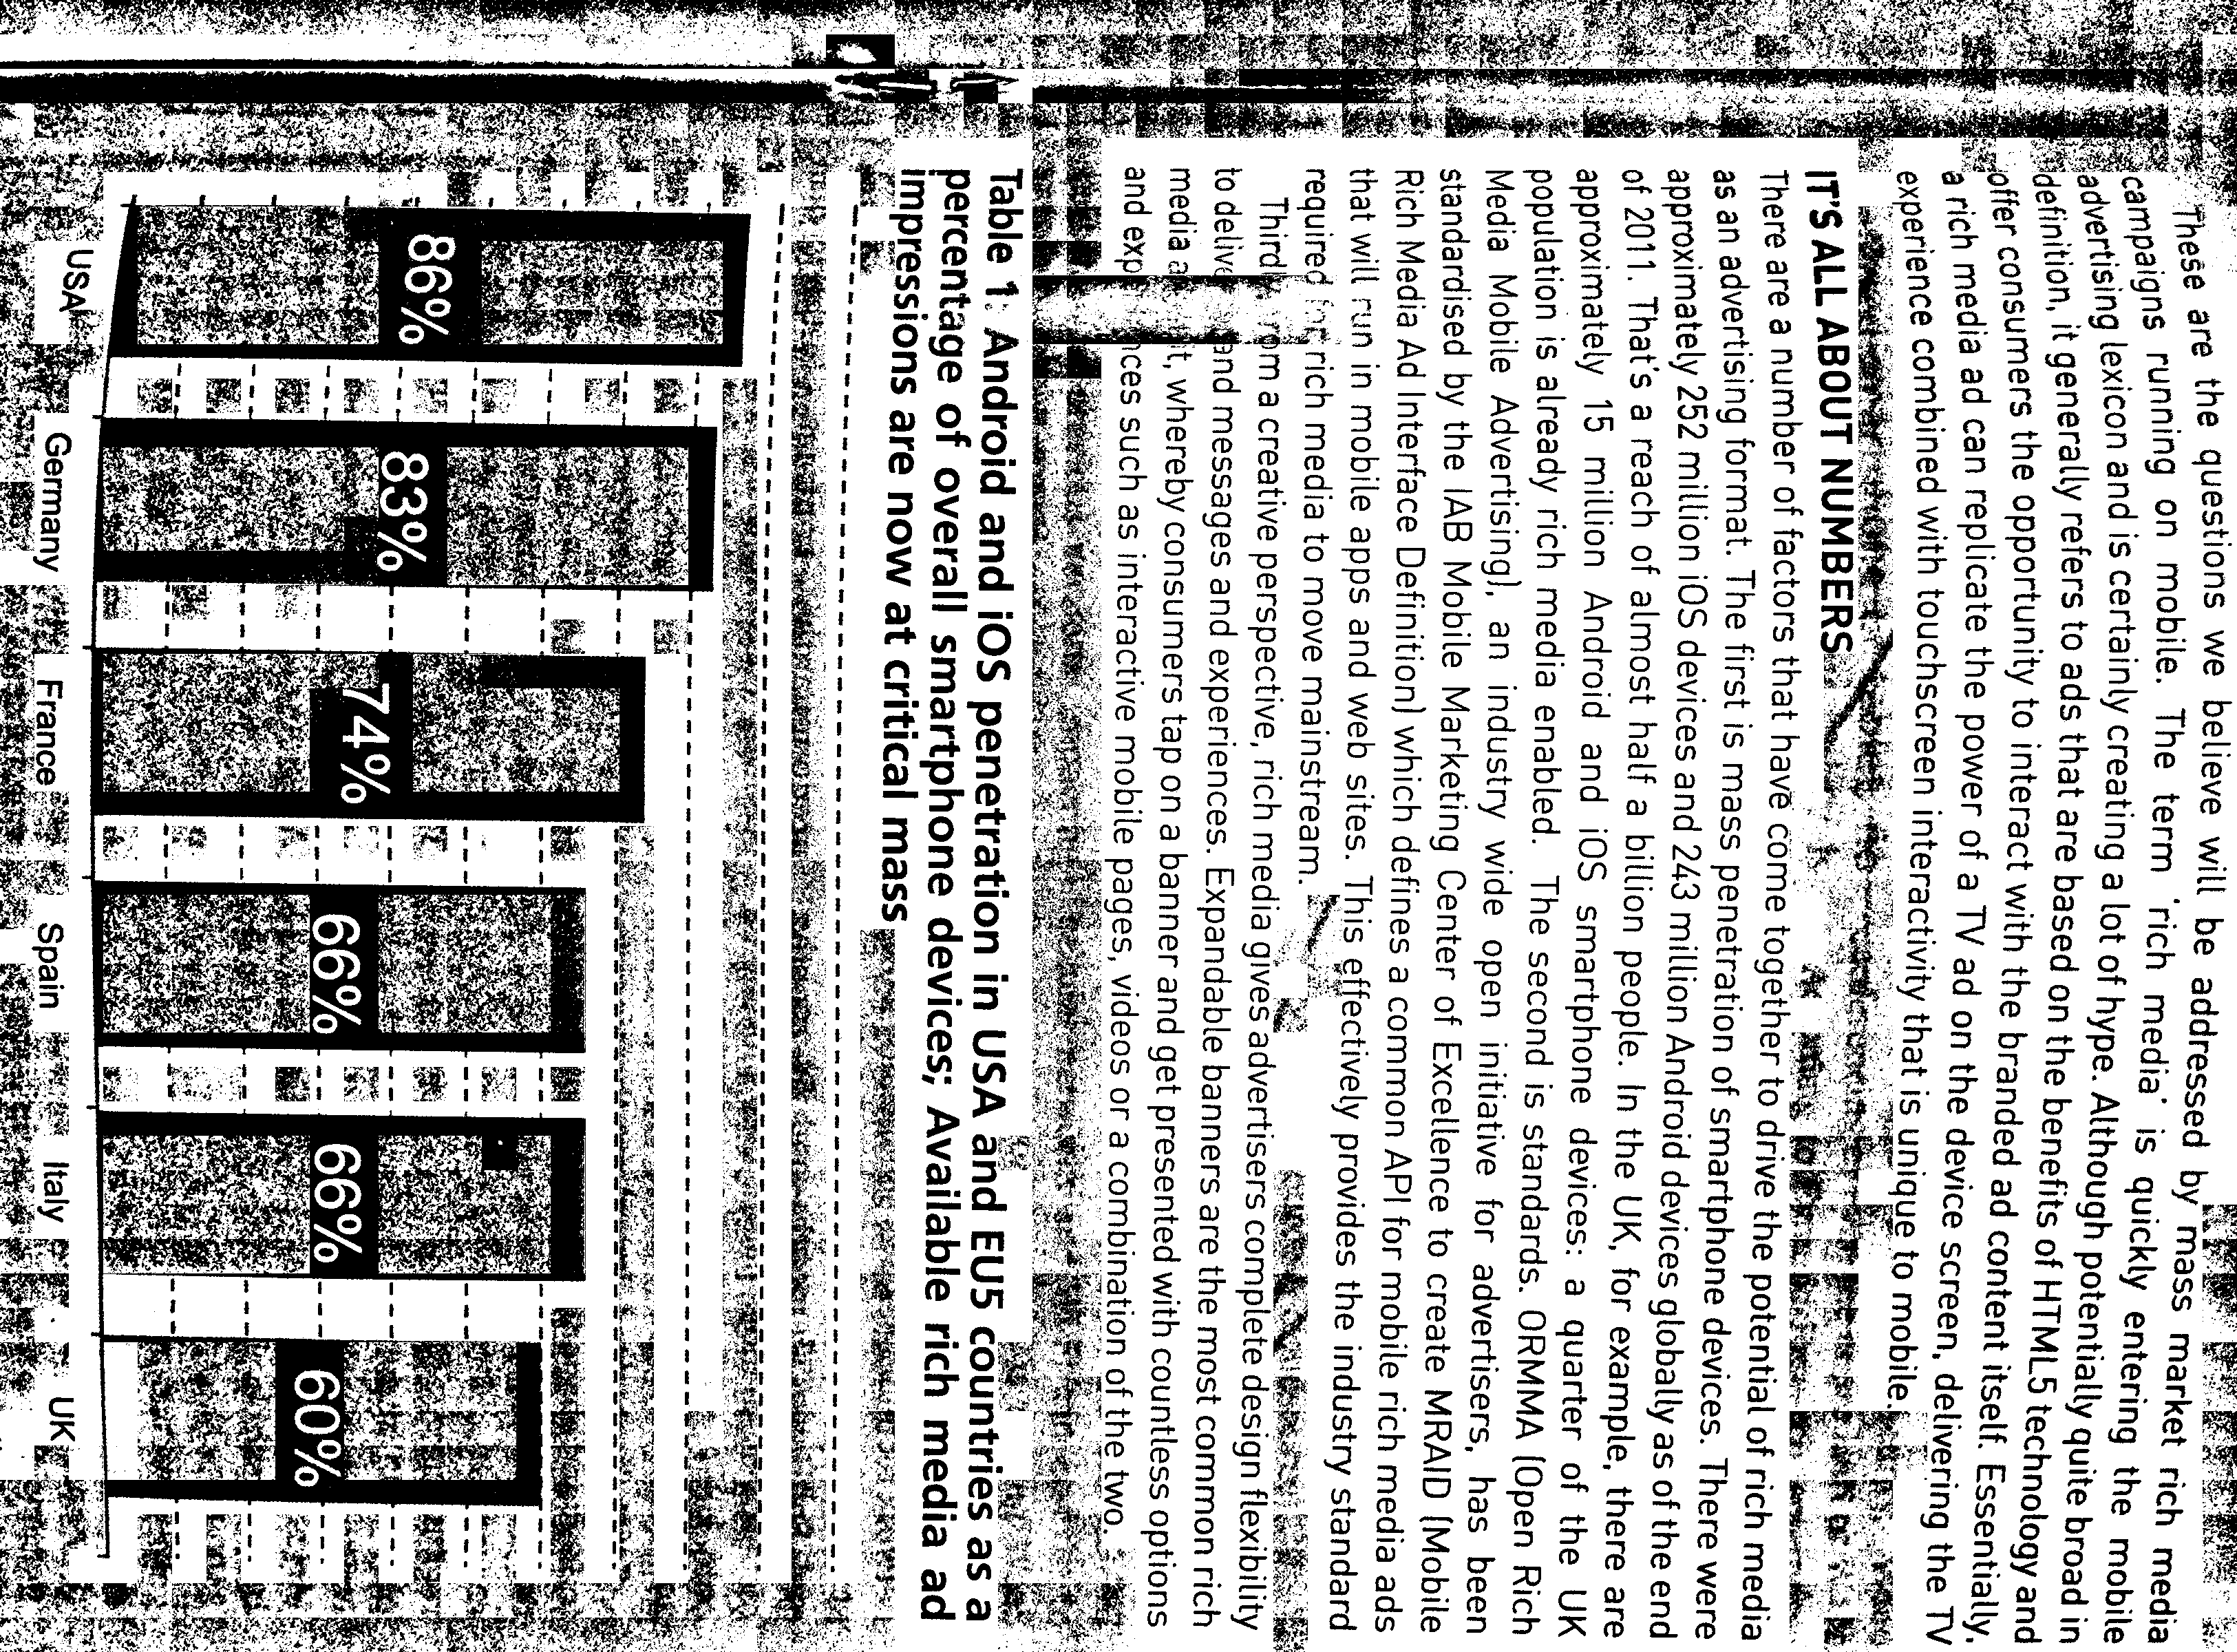 These are the questions we believe will be addressed by mass market rich media
campaigns running on mobile. The term 'rich media' is quickly entering the mobile
advertising lexicon and is certainly creating a lot of hype. Although potentially quite broad in
definition, it generally refers to ads that are based on the benefits of HTML5 technology and
offer consumers the opportunity to interact with the branded ad content itself. Essentially,
a rich media ad can replicate the power of a TV ad on the device screen, delivering the TV
experience combined with touchscreen interactivity that is unique to mobile.
IT'S ALL ABOUT NUMBERS
There are a number of factors that have come together to drive the potential of rich media
as an advertising format. The first is mass penetration of smartphone devices. There were
approximately 252 million iOS devices and 243 million Android devices globally as of the end
of 2011. That's a reach of almost half a billion people. In the UK, for example, there are
approximately 15 million Android and iOS smartphone devices: a quarter of the UK
population is already rich media enabled. The second is standards. ORMMA (Open Rich
Media Mobile Advertising), an industry wide open initiative for advertisers, has been
standardised by the IAB Mobile Marketing Center of Excellence to create MRAID (Mobile
Rich Media Ad Interface Definition) which defines a common API for mobile rich media ads
that will run in mobile apps and web sites. This effectively provides the industry standard
required for rich media to move mainstream.
Third om a creative perspective, rich media gives advertisers complete design flexibility
to delive and messages and experiences. Expandable banners are the most common rich
media a it, whereby consumers tap on a banner and get presented with countless options
and exp nces such as interactive mobile pages, videos or a combination of the two.
Table 1: Android and iOS penetration in USA and EU5 countries as a
percentage of overall smartphone devices; Available rich media ad
impressions are now at critical mass
86% 83% 74% 66% 66% 60%
USA Germany France Spain Italy UK